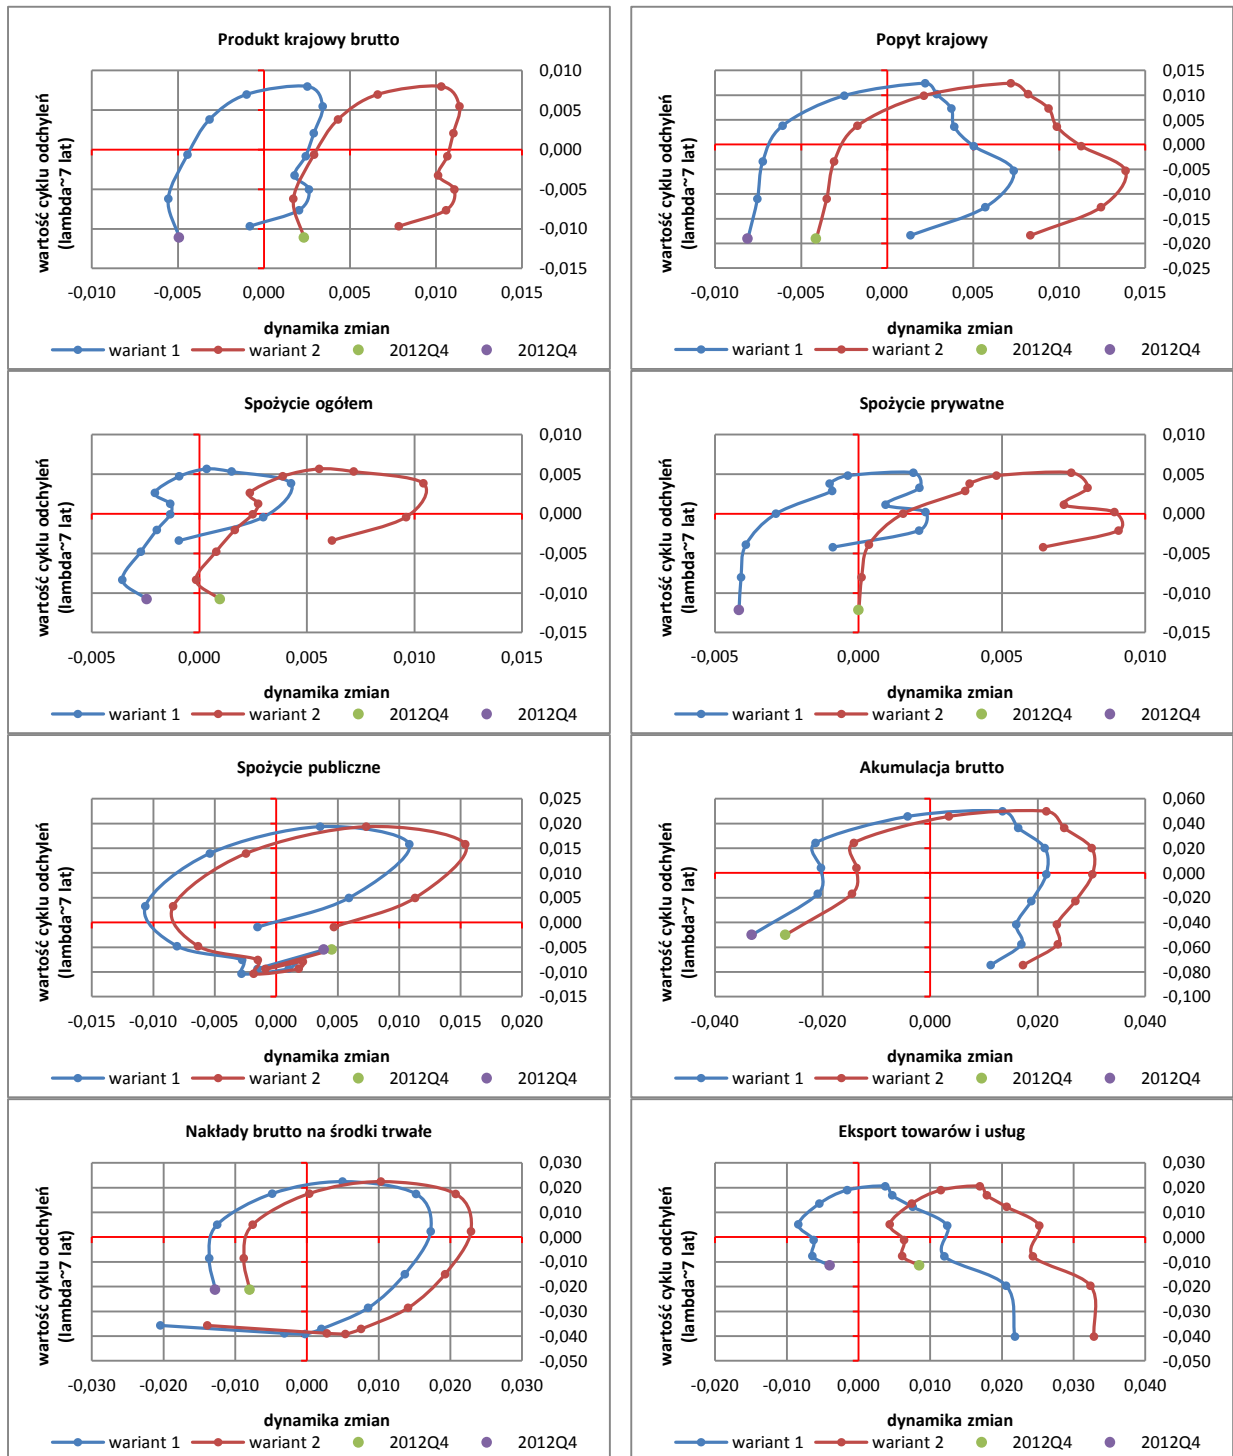 Produkt krajowy brutto
wartość cyklu odchyleń
(lambda~7 lat)
0,010
0,005
0,000
-0,005
-0,010
-0,015
-0,010 -0,005 0,000 0,005 0,010 0,015
dynamika zmian
wariant 1 wariant 2 2012Q4 2012Q4
Popyt krajowy
wartość cyklu odchyleń
(lambda~7 lat)
0,015
0,010
0,005
0,000
-0,005
-0,010
-0,015
-0,020
-0,025
-0,010 -0,005 0,000 0,005 0,010 0,015
dynamika zmian
wariant 1 wariant 2 2012Q4 2012Q4
Spożycie ogółem
wartość cyklu odchyleń
(lambda~7 lat)
0,010
0,005
0,000
-0,005
-0,010
-0,015
-0,005 0,000 0,005 0,010 0,015
dynamika zmian
wariant 1 wariant 2 2012Q4 2012Q4
Spożycie prywatne
wartość cyklu odchyleń
(lambda~7 lat)
0,010
0,005
0,000
-0,005
-0,010
-0,015
-0,005 0,000 0,005 0,010
dynamika zmian
wariant 1 wariant 2 2012Q4 2012Q4
Spożycie publiczne
wartość cyklu odchyleń
(lambda~7 lat)
0,025
0,020
0,015
0,010
0,005
0,000
-0,005
-0,010
-0,015
-0,015 -0,010 -0,005 0,000 0,005 0,010 0,015 0,020
dynamika zmian
wariant 1 wariant 2 2012Q4 2012Q4
Akumulacja brutto
wartość cyklu odchyleń
(lambda~7 lat)
0,060
0,040
0,020
0,000
-0,020
-0,040
-0,060
-0,080
-0,100
-0,040 -0,020 0,000 0,020 0,040
dynamika zmian
wariant 1 wariant 2 2012Q4 2012Q4
Nakłady brutto na środki trwałe
wartość cyklu odchyleń
(lambda~7 lat)
0,030
0,020
0,010
0,000
-0,010
-0,020
-0,030
-0,040
-0,050
-0,030 -0,020 -0,010 0,000 0,010 0,020 0,030
dynamika zmian
wariant 1 wariant 2 2012Q4 2012Q4
Eksport towarów i usług
wartość cyklu odchyleń
(lambda~7 lat)
0,030
0,020
0,010
0,000
-0,010
-0,020
-0,030
-0,040
-0,050
-0,020 -0,010 0,000 0,010 0,020 0,030 0,040
dynamika zmian
wariant 1 wariant 2 2012Q4 2012Q4